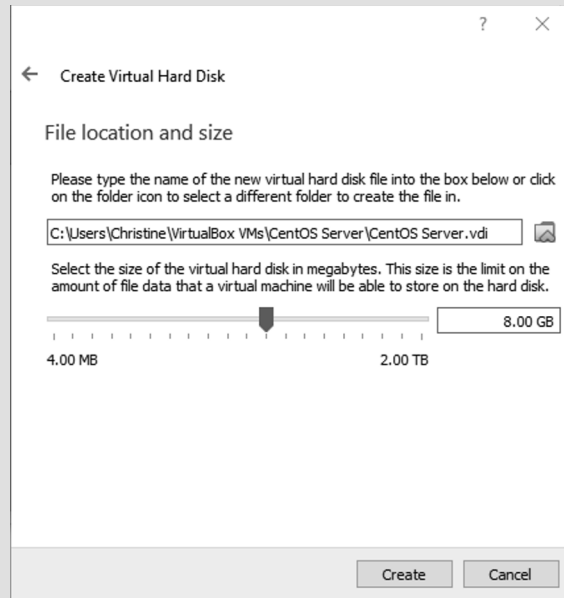 ?
Create Virtual Hard Disk
File location and size
Please type the name of the new virtual hard disk file into the box below or click
on the folder icon to select a different folder to create the file in.
C:\Users\Christine\VirtualBox VMs\CentOS Server\CentOS Server.vdi
Select the size of the virtual hard disk in megabytes. This size is the limit on the
amount of file data that a virtual machine will be able to store on the hard disk.
8.00 GB
4.00 MB 2.00 TB
Create Cancel